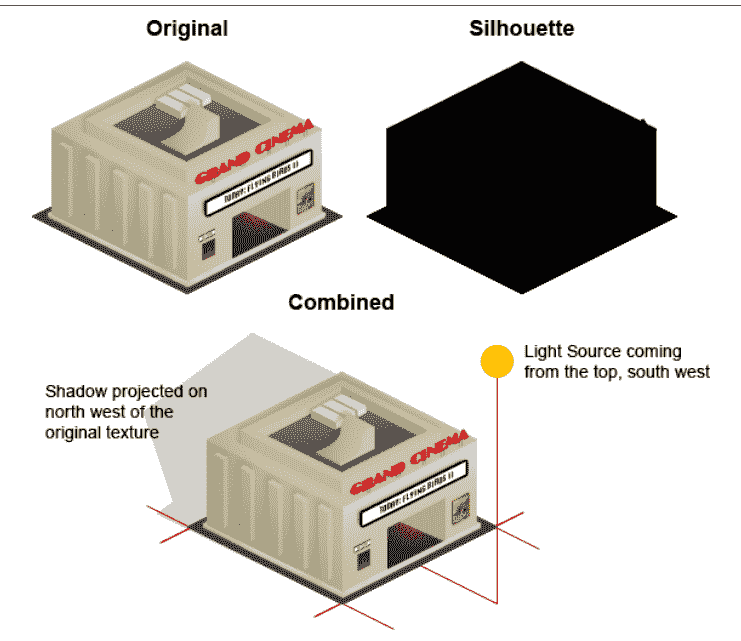 Original
Silhouette
GRAND CINEMA
TODAY: FLYING BIRDS II
Combined
Light Source coming
from the top, south west
Shadow projected on
north west of the
original texture
GRAND CINEMA
TODAY: FLYING BIRDS II